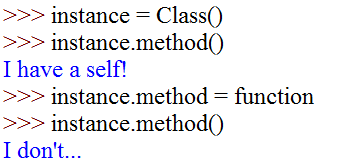 >>> instance = Class()
>>> instance.method()
I have a self!
>>> instance.method = function
>>> instance.method()
I don't...